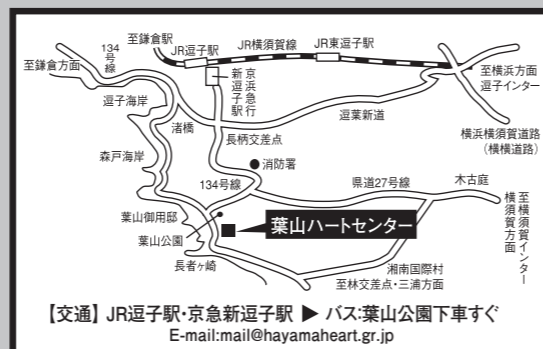 至鎌倉駅
JR逗子駅
JR横須賀線
JR東逗子駅
134号線
至鎌倉方面
至横浜方面
逗子インター
京浜急行
新逗子駅
逗子海岸
渚橋
逗葉新道
横浜横須賀道路
(横横道路)
長柄交差点
森戸海岸
消防署
134号線
県道27号線
木古庭
至横須賀インター
横須賀方面
葉山御用邸
葉山公園
葉山ハートセンター
長者ヶ崎
湘南国際村
至林交差点・三浦方面
【交通】JR逗子駅・京急新逗子駅 ▶ バス:葉山公園下車すぐ
E-mail:mail@hayamaheart.gr.jp